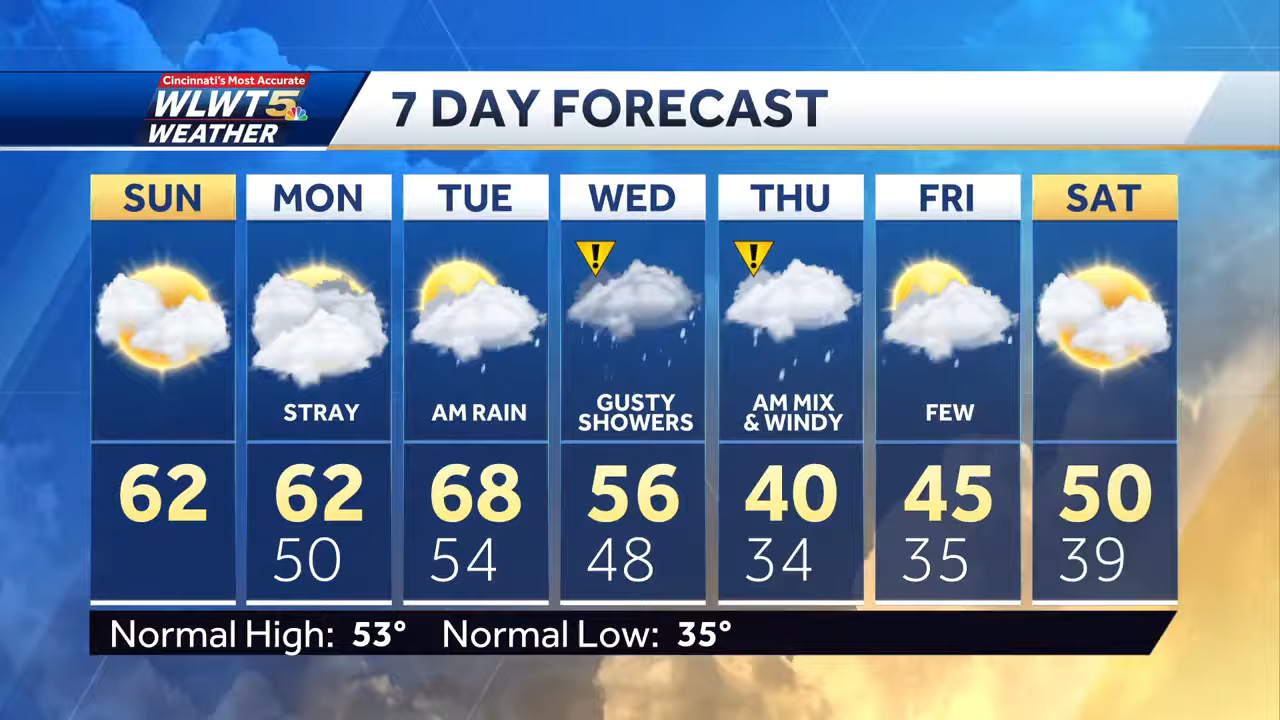 Cincinnati's Most Accurate
WLWT5
WEATHER
7 DAY FORECAST
SUN MON TUE WED THU FRI SAT
! !
STRAY AM RAIN GUSTY SHOWERS AM MIX & WINDY FEW
62 62 68 56 40 45 50
50 54 48 34 35 39
Normal High: 53° Normal Low: 35°